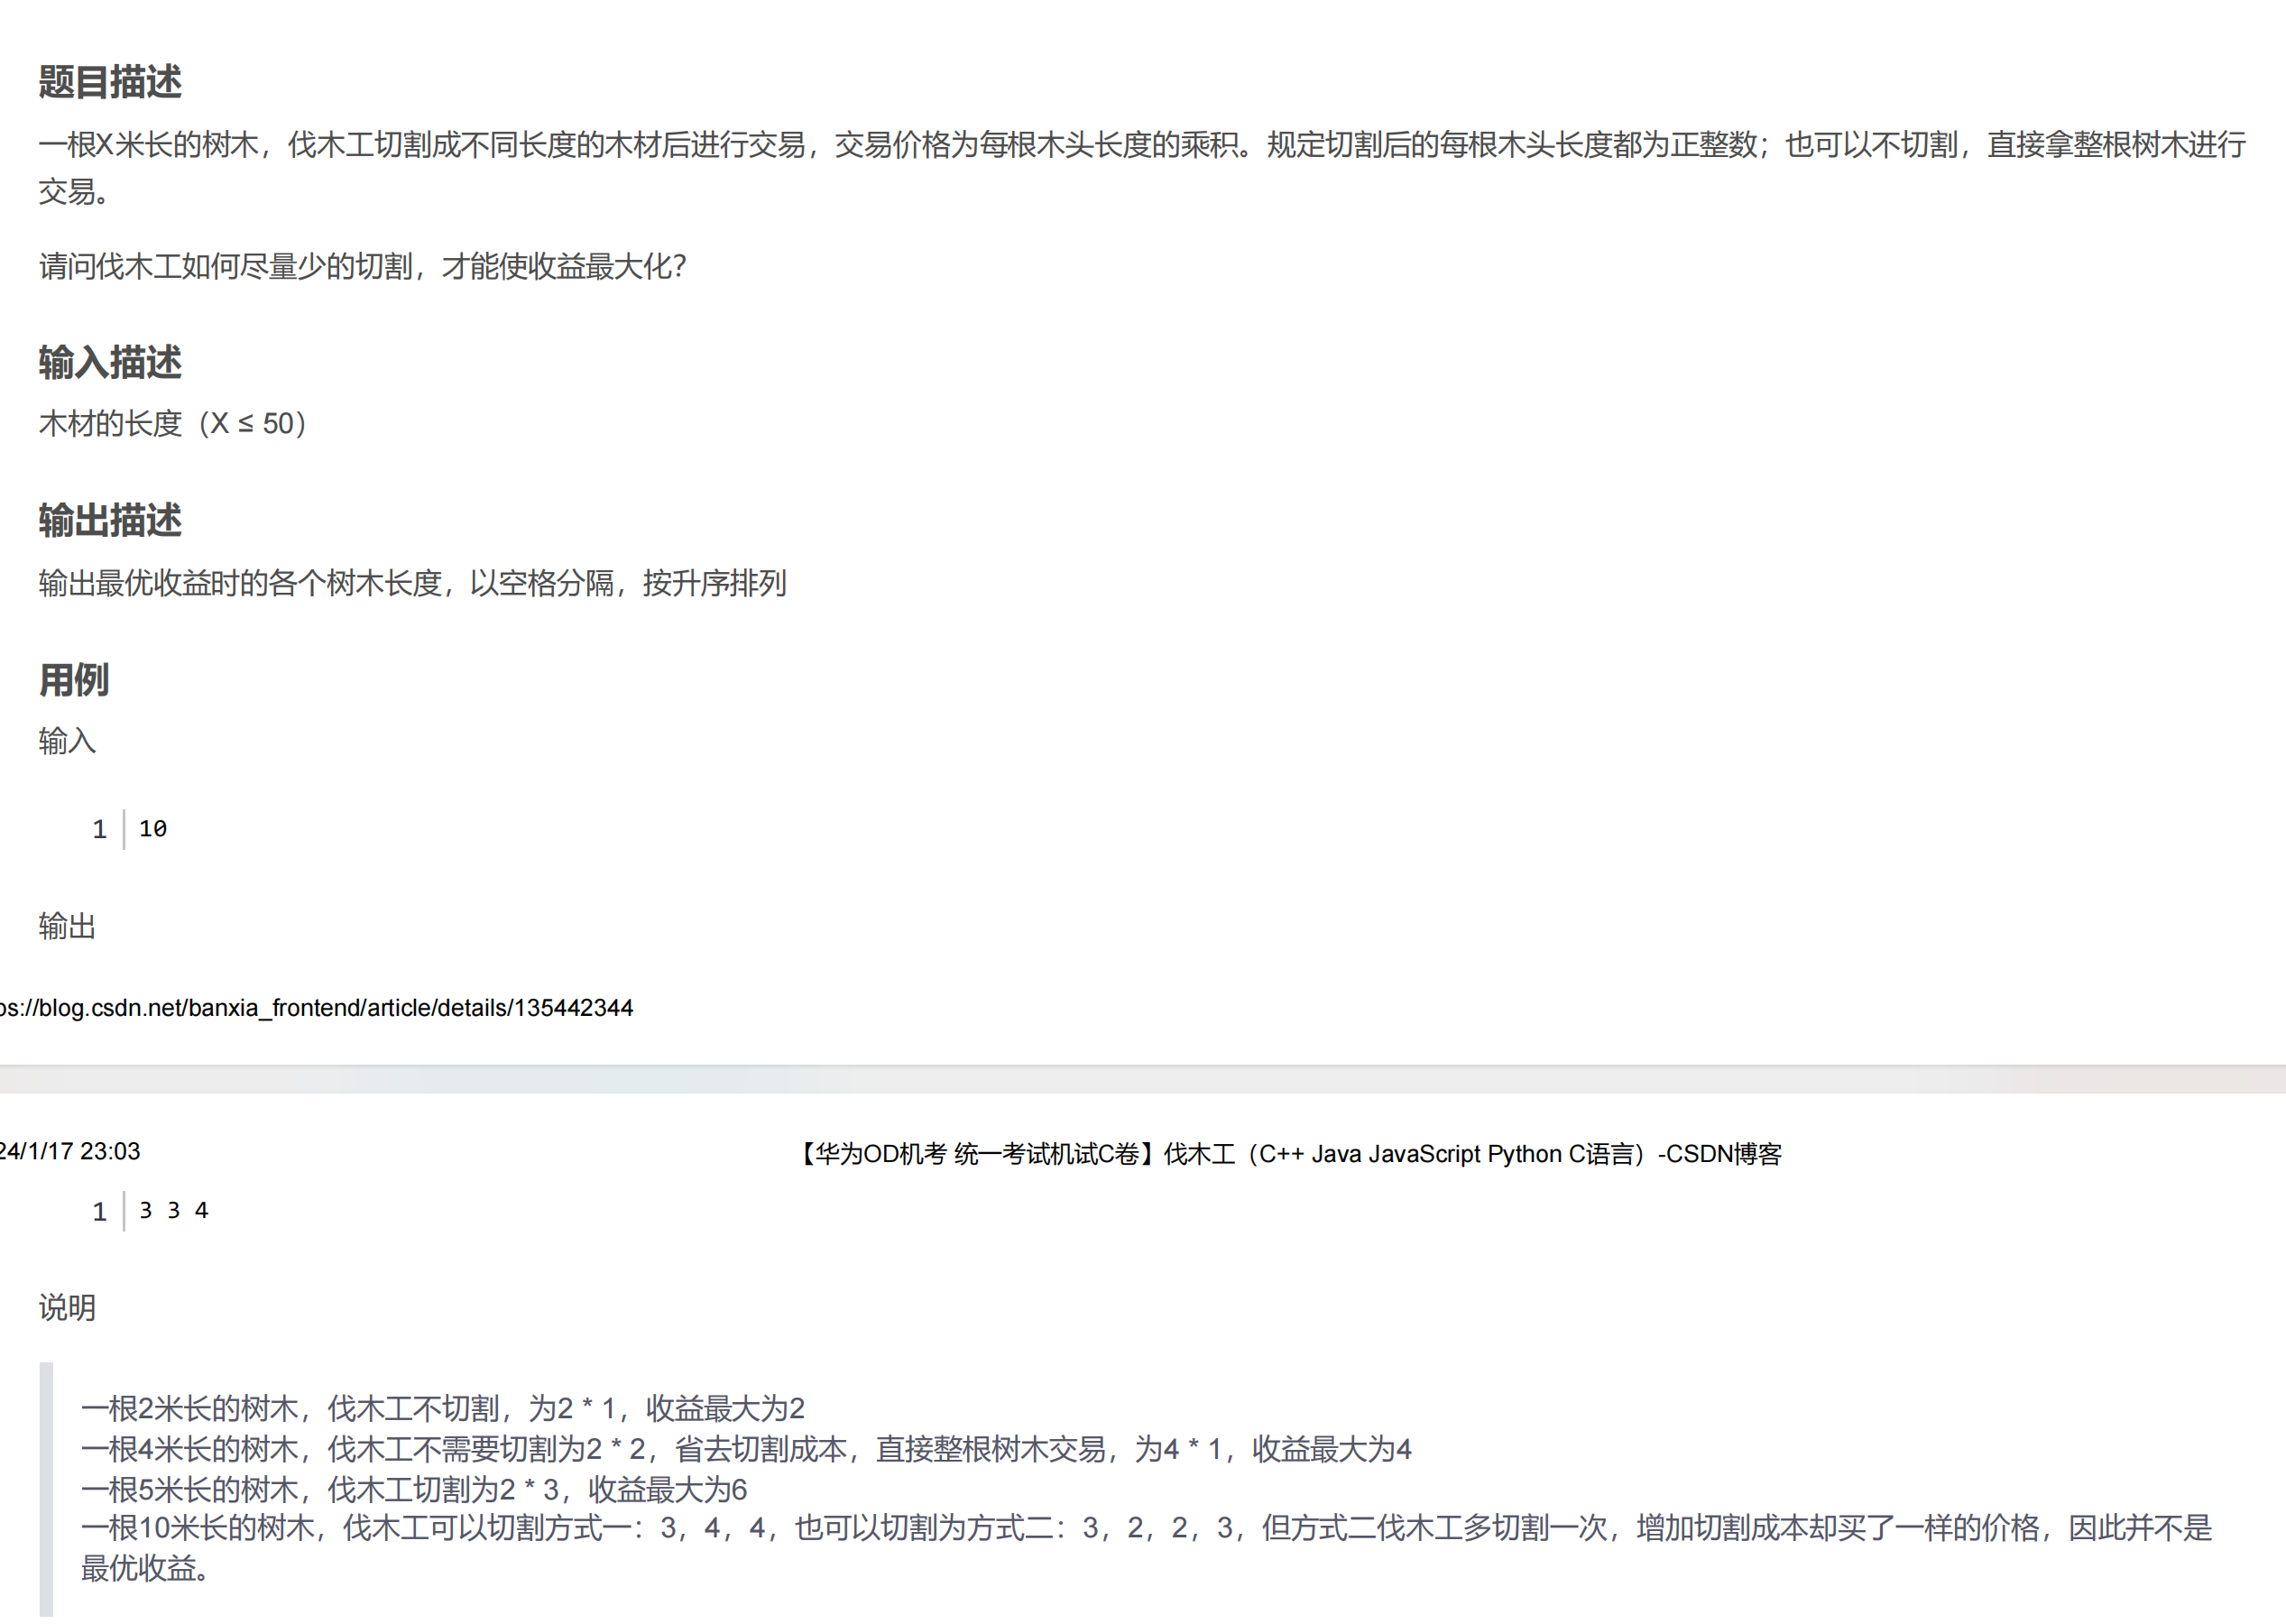 题目描述
一根X米长的树木，伐木工切割成不同长度的木材后进行交易，交易价格为每根木头长度的乘积。规定切割后的每根木头长度都为正整数；也可以不切割，直接拿整根树木进行
交易。
请问伐木工如何尽量少的切割，才能使收益最大化？
输入描述
木材的长度（X ≤ 50）
输出描述
输出最优收益时的各个树木长度，以空格分隔，按升序排列
用例
输入
1 10
输出
ps://blog.csdn.net/banxia_frontend/article/details/135442344
24/1/17 23:03
【华为OD机考 统一考试机试C卷】伐木工（C++ Java JavaScript Python C语言）-CSDN博客
1 3 3 4
说明
一根2米长的树木，伐木工不切割，为2 * 1，收益最大为2
一根4米长的树木，伐木工不需要切割为2 * 2，省去切割成本，直接整根树木交易，为4 * 1，收益最大为4
一根5米长的树木，伐木工切割为2 * 3，收益最大为6
一根10米长的树木，伐木工可以切割方式一：3，4，4，也可以切割为方式二：3，2，2，3，但方式二伐木工多切割一次，增加切割成本却买了一样的价格，因此并不是
最优收益。